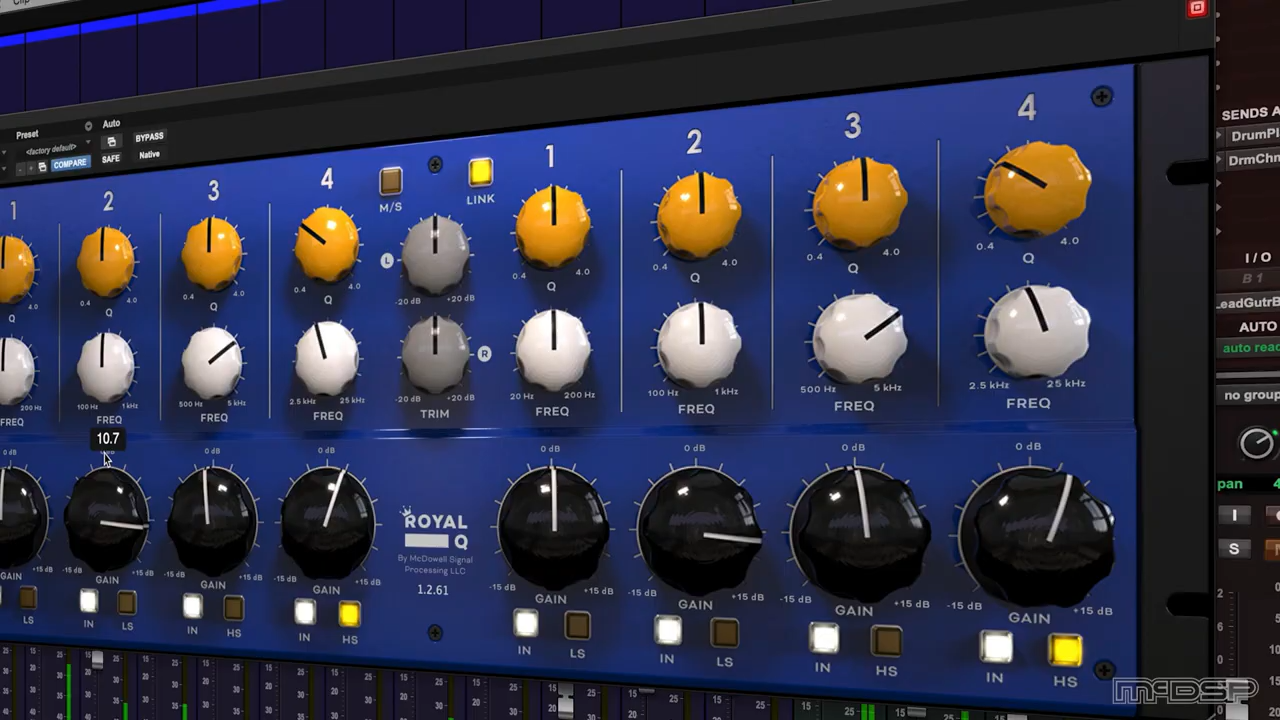 Clip
Preset
Auto
<factory default>
BYPASS
COMPARE
SAFE
Native
1
2
3
4
M/S
LINK
1
2
3
4
L
0.4 4.0
0.4 4.0
0.4 4.0
-20 dB +20 dB
0.4 4.0
0.4 4.0
0.4 4.0
0.4 4.0
Q
Q
Q
Q
Q
Q
Q
Q
R
200 Hz
100 Hz 1 kHz
500 Hz 5 kHz
2.5 kHz 25 kHz
-20 dB +20 dB
20 Hz 200 Hz
100 Hz 1 kHz
500 Hz 5 kHz
2.5 kHz 25 kHz
FREQ
FREQ
FREQ
FREQ
TRIM
FREQ
FREQ
FREQ
FREQ
10.7
0 dB
0 dB
0 dB
0 dB
0 dB
0 dB
0 dB
ROYAL
Q
By McDowell Signal
Processing LLC
1.2.61
+15 dB
-15 dB +15 dB
-15 dB +15 dB
-15 dB +15 dB
-15 dB +15 dB
-15 dB +15 dB
-15 dB +15 dB
-15 dB +15 dB
GAIN
GAIN
GAIN
GAIN
GAIN
GAIN
GAIN
GAIN
LS
IN LS
IN HS
IN HS
IN LS
IN LS
IN HS
IN HS
SENDS A
DrumPl
DrmChn
I / O
B 1
LeadGutrB
AUTO
auto read
no group
pan
I
S
McDSP